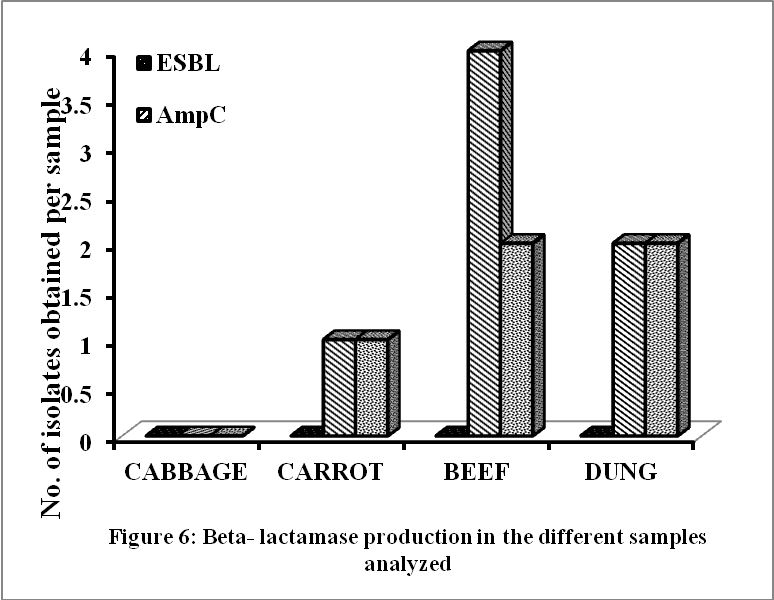 No. of isolates obtained per sample
4
3.5
3
2.5
2
1.5
1
0.5
0
ESBL
AmpC
CABBAGE CARROT BEEF DUNG
Figure 6: Beta- lactamase production in the different samples
analyzed